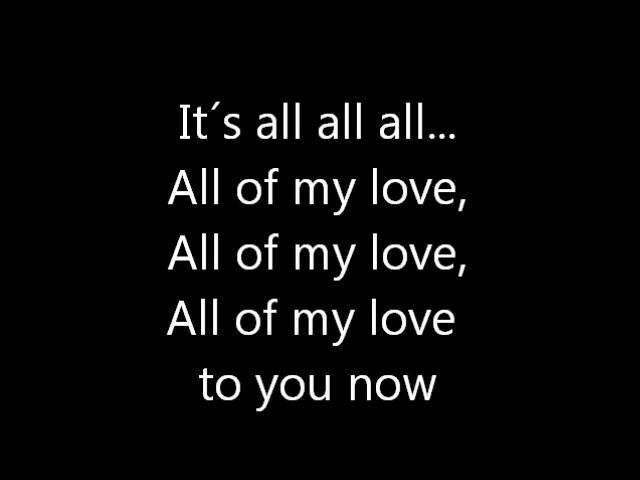 It´s all all all...
All of my love,
All of my love,
All of my love
to you now